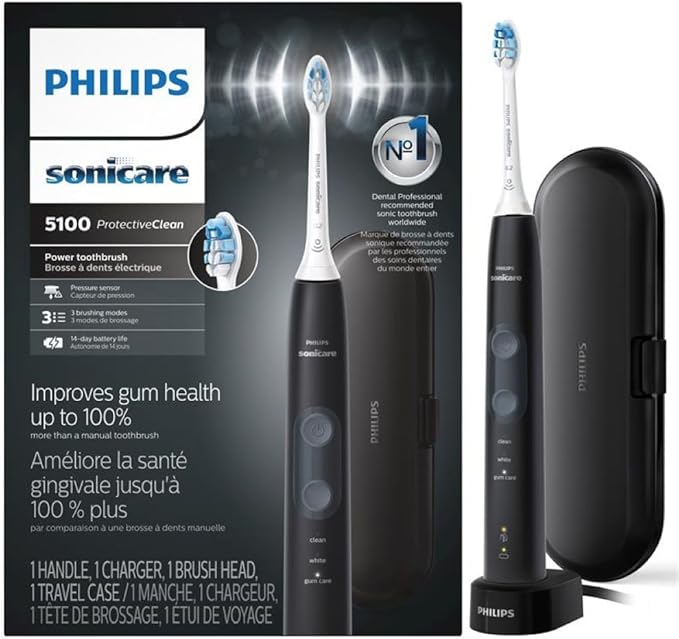 PHILIPS
sonicare
5100 ProtectiveClean
Power toothbrush
Brosse à dents électrique
Pressure sensor
Capteur de pression
3 brushing modes
3 modes de brossage
14-day battery life
Autonomie de 14 jours
Improves gum health
up to 100%
more than a manual toothbrush
Améliore la santé
gingivale jusqu'à
100 % plus
par comparaison à une brosse à dents manuelle
1 HANDLE, 1 CHARGER, 1 BRUSH HEAD,
1 TRAVEL CASE / 1 MANCHE, 1 CHARGEUR,
1 TÊTE DE BROSSAGE, 1 ÉTUI DE VOYAGE
Nº1
Dental Professional
recommended
sonic toothbrush
worldwide
Marque de brosse à dents
sonique recommandée
par les professionnels
des soins dentaires
du monde entier
PHILIPS
sonicare
PHILIPS
sonicare
clean
white
gum care
PHILIPS
PHILIPS
sonicare
clean
white
gum care
PHILIPS
PHILIPS